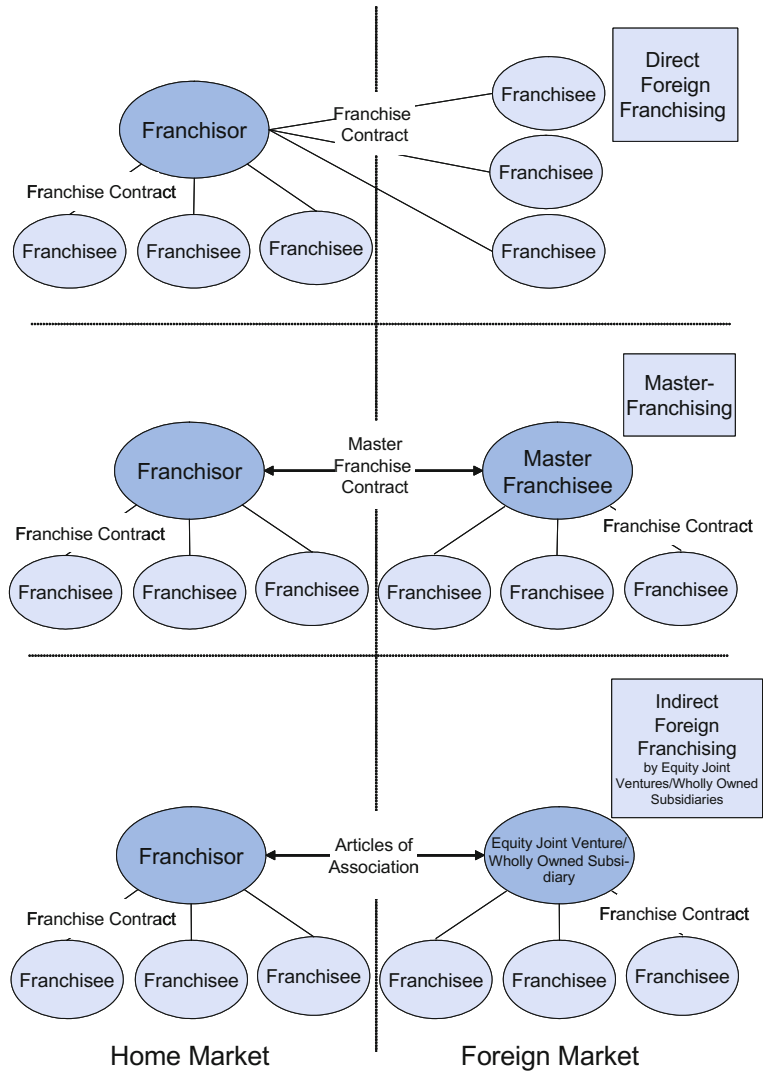 Direct
Foreign
Franchising
Franchisee
Franchise
Contract
Franchisor
Franchisee
Franchise Contract
Franchisee
Franchisee
Franchisee
Franchisee
Master-
Franchising
Franchisor
Master
Franchise
Contract
Master
Franchisee
Franchise Contract
Franchise Contract
Franchisee
Franchisee
Franchisee
Franchisee
Franchisee
Franchisee
Indirect
Foreign
Franchising
by Equity Joint
Ventures/Wholly Owned
Subsidiaries
Franchisor
Articles of
Association
Equity Joint Venture/
Wholly Owned Subsi-
diary
Franchise Contract
Franchise Contract
Franchisee
Franchisee
Franchisee
Franchisee
Franchisee
Franchisee
Home Market
Foreign Market